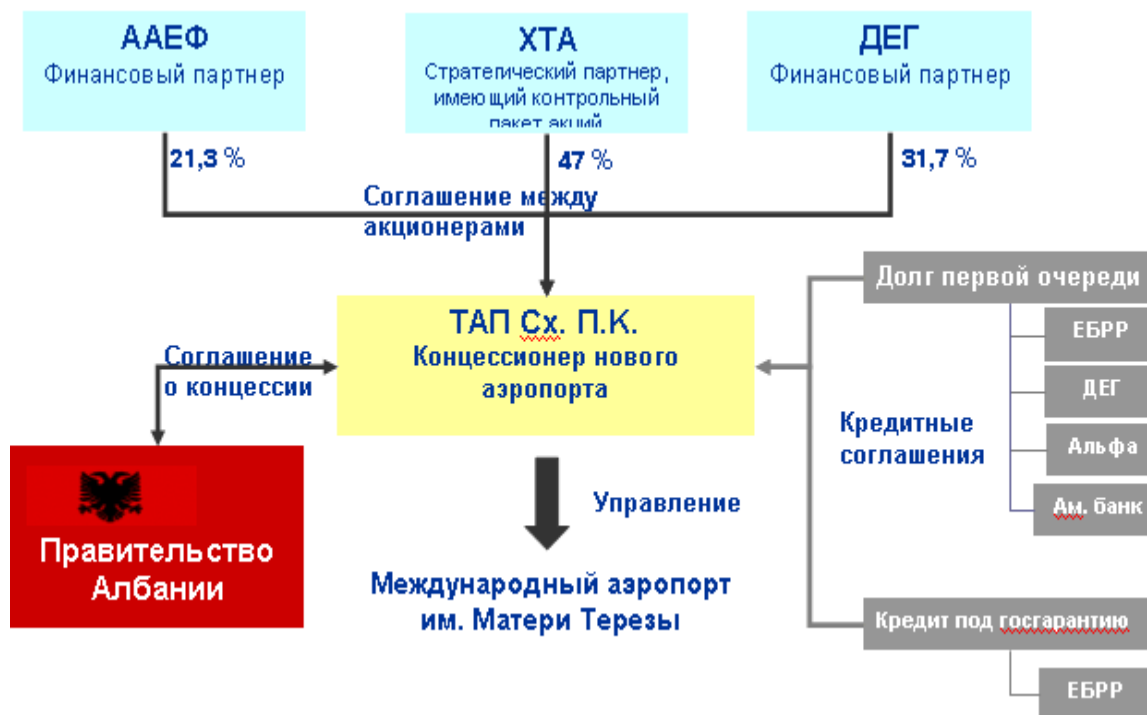 ААЕФ
Финансовый партнер
ХТА
Стратегический партнер,
имеющий контрольный
пакет акций
ДЕГ
Финансовый партнер
21,3 %
47 %
31,7 %
Соглашение между
акционерами
ТАП Сх. П.К.
Концессионер нового
аэропорта
Соглашение
о концессии
Правительство
Албании
Управление
Международный аэропорт
им. Матери Терезы
Кредитные
соглашения
Долг первой очереди
ЕБРР
ДЕГ
Альфа
Ам. банк
Кредит под госгарантию
ЕБРР